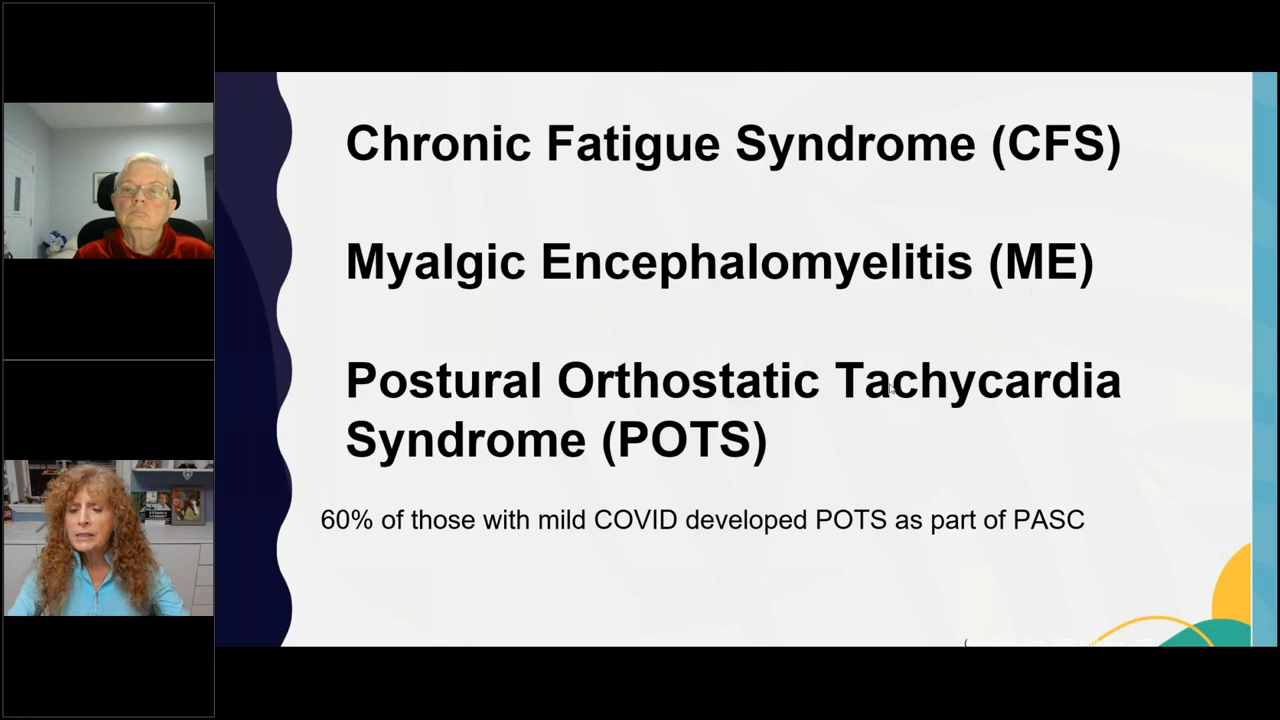 Chronic Fatigue Syndrome (CFS)
Myalgic Encephalomyelitis (ME)
Postural Orthostatic Tachycardia
Syndrome (POTS)
60% of those with mild COVID developed POTS as part of PASC